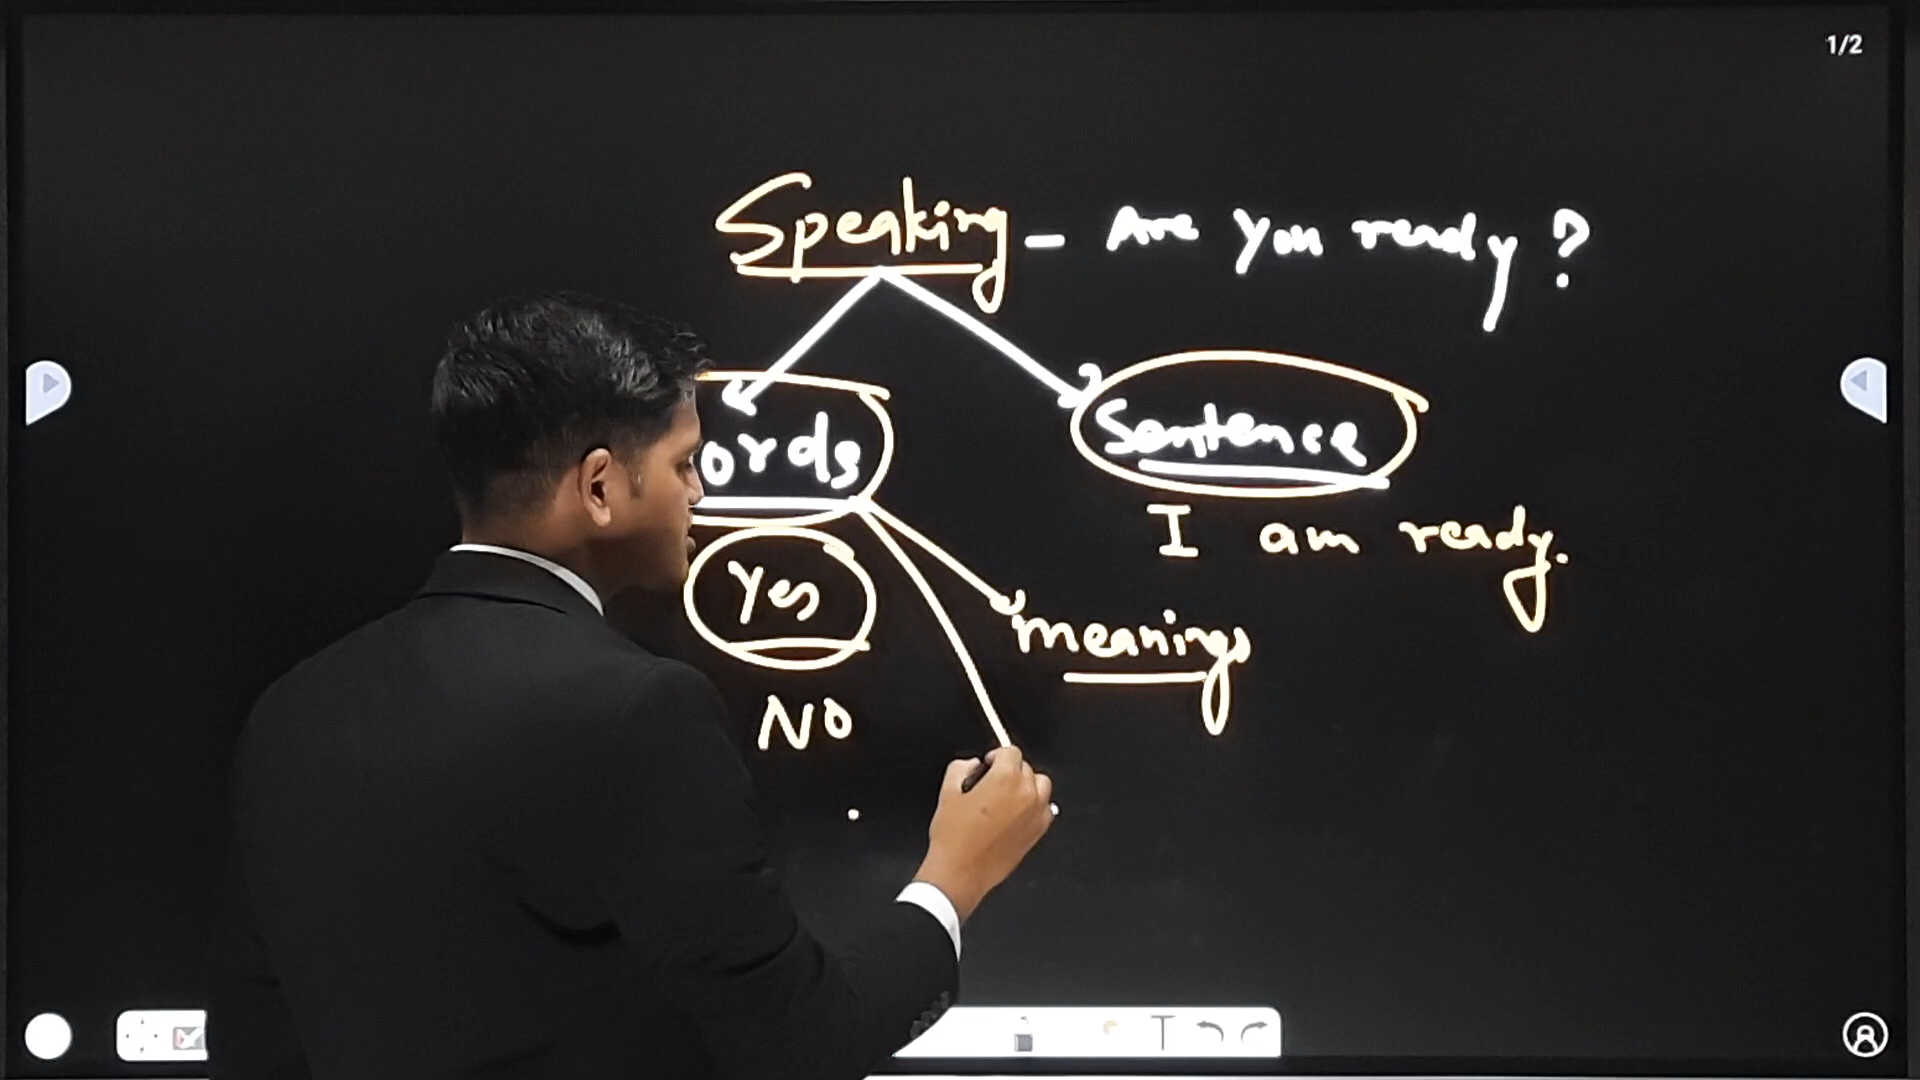 1/2
Speaking - Are you ready?
ords
Sentence
Yes
I am ready.
meanings
NO